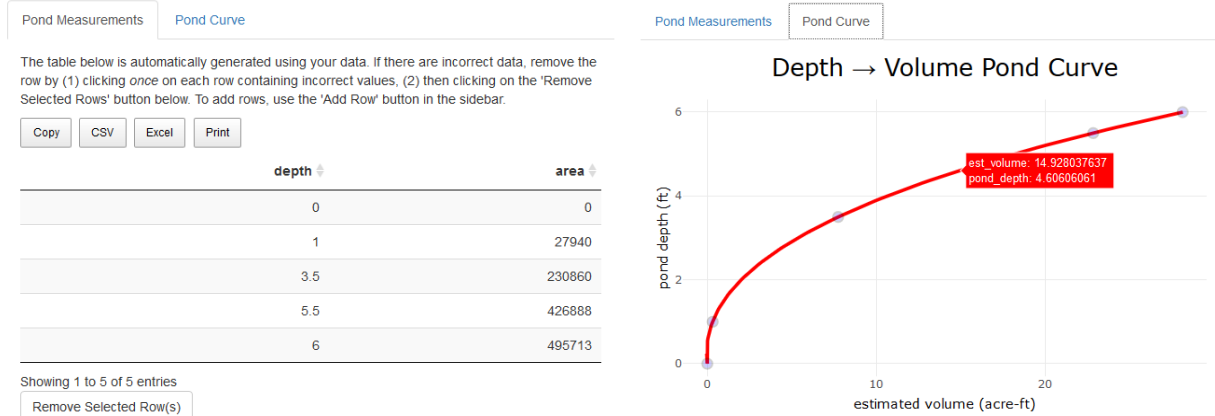 Pond Measurements
Pond Curve
The table below is automatically generated using your data. If there are incorrect data, remove the
row by (1) clicking once on each row containing incorrect values, (2) then clicking on the 'Remove
Selected Rows' button below. To add rows, use the 'Add Row' button in the sidebar.
Copy CSV Excel Print
depth area
0 0
1 27940
3.5 230860
5.5 426888
6 495713
Showing 1 to 5 of 5 entries
Remove Selected Row(s)
Pond Measurements
Pond Curve
Depth → Volume Pond Curve
6
4
2
0
pond depth (ft)
est_volume: 14.928037637
pond_depth: 4.60606061
0 10 20
estimated volume (acre-ft)